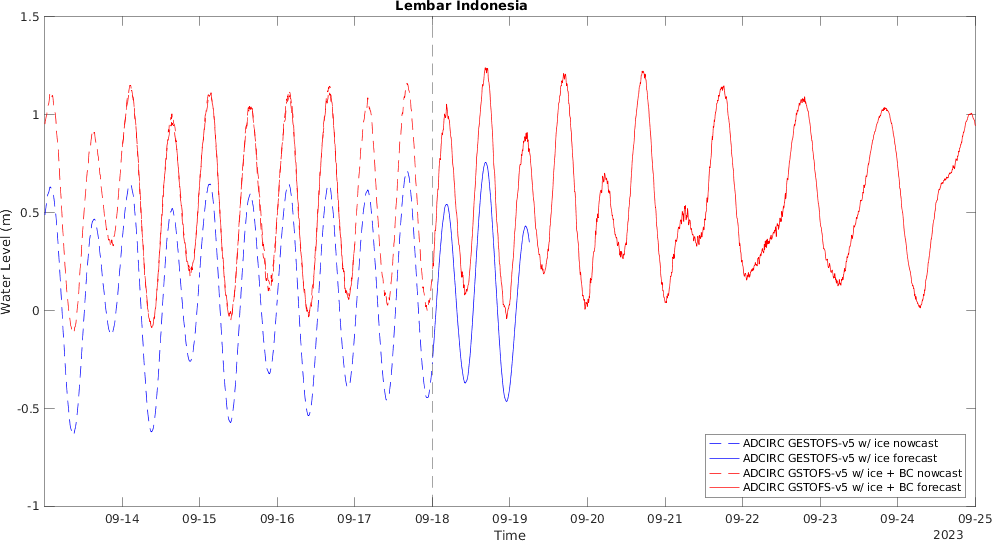 Lembar Indonesia
Water Level (m)
1.5
1
0.5
0
-0.5
-1
ADCIRC GESTOFS-v5 w/ ice nowcast
ADCIRC GESTOFS-v5 w/ ice forecast
ADCIRC GSTOFS-v5 w/ ice + BC nowcast
ADCIRC GSTOFS-v5 w/ ice + BC forecast
09-14 09-15 09-16 09-17 09-18 09-19 09-20 09-21 09-22 09-23 09-24 09-25
Time
2023